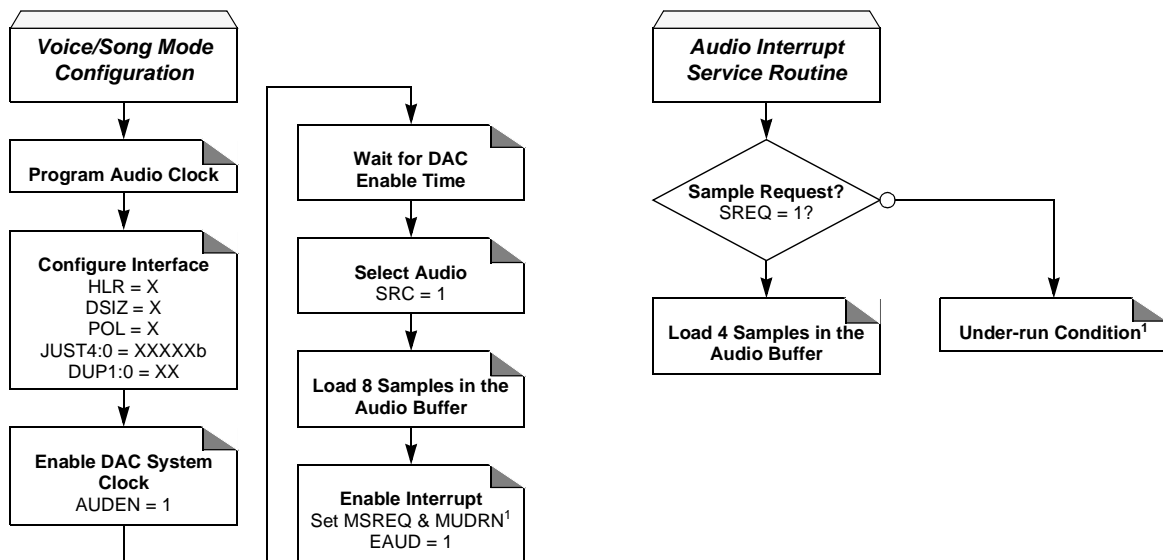 Voice/Song Mode
Configuration
Program Audio Clock
Configure Interface
HLR = X
DSIZ = X
POL = X
JUST4:0 = XXXXXb
DUP1:0 = XX
Enable DAC System
Clock
AUDEN = 1
Wait for DAC
Enable Time
Select Audio
SRC = 1
Load 8 Samples in the
Audio Buffer
Enable Interrupt
Set MSREQ & MUDRN1
EAUD = 1
Audio Interrupt
Service Routine
Sample Request?
SREQ = 1?
Load 4 Samples in the
Audio Buffer
Under-run Condition1